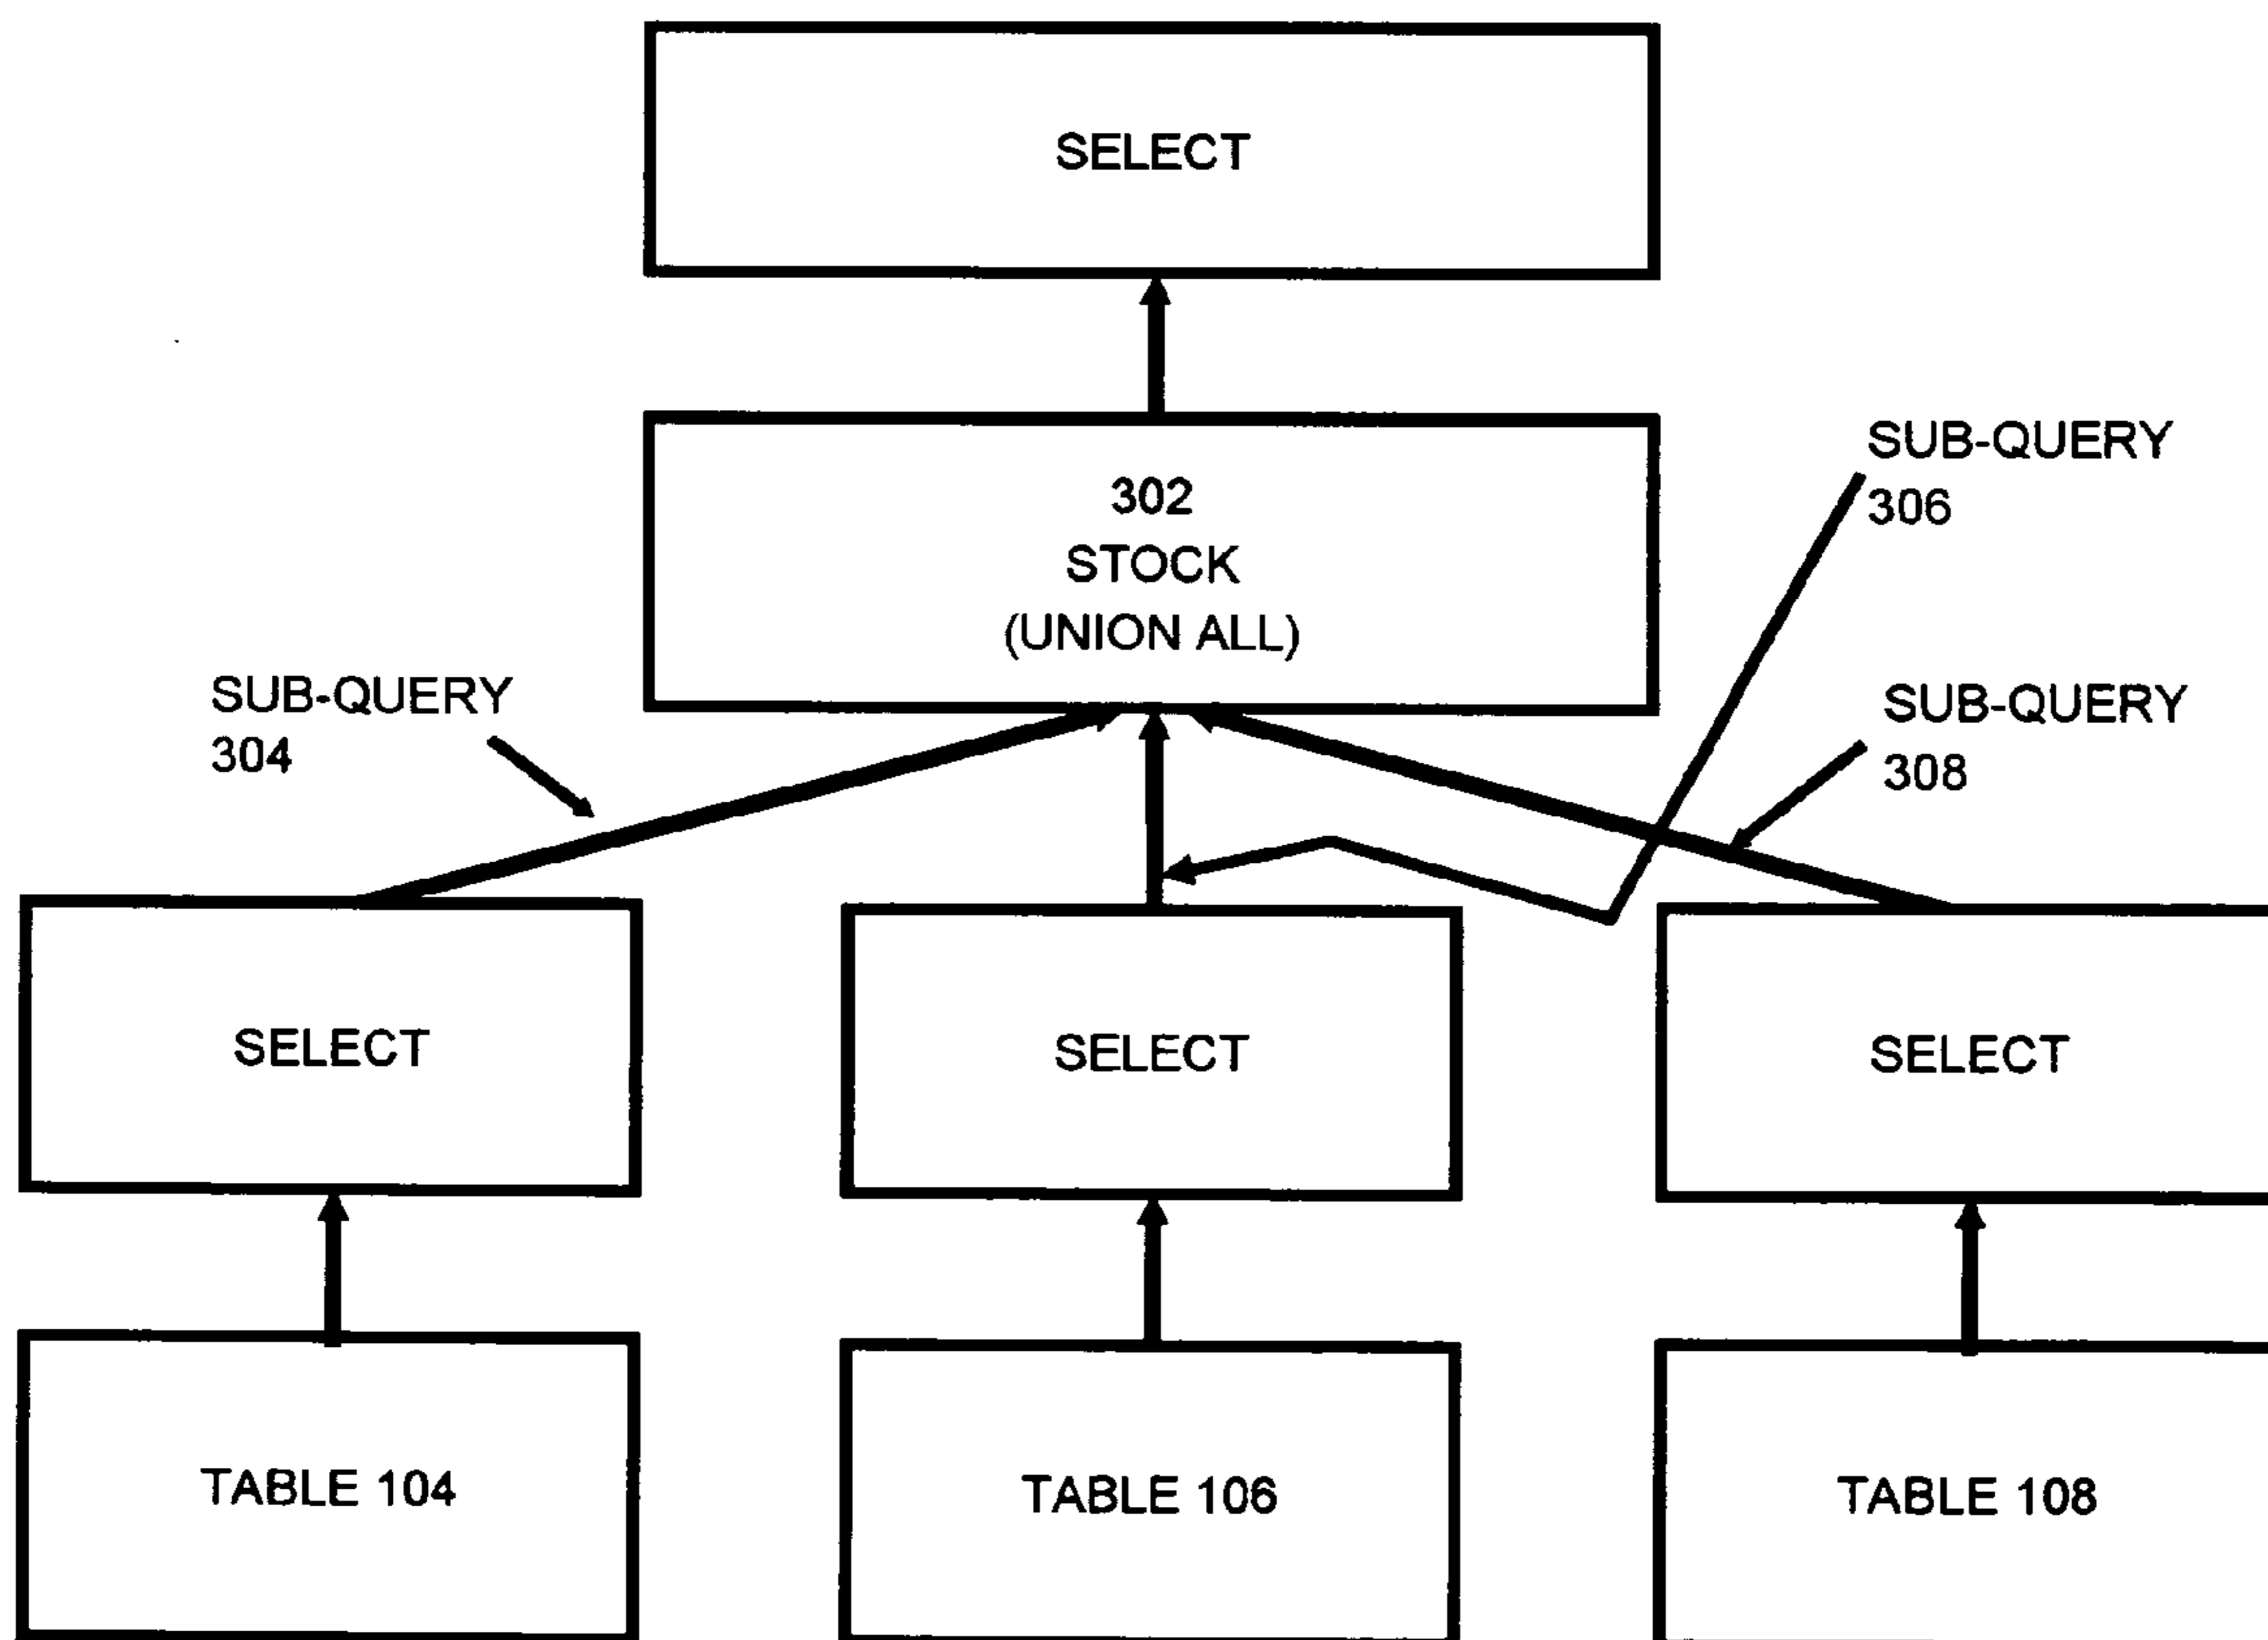 SELECT
302
STOCK
(UNION ALL)
SUB-QUERY
306
SUB-QUERY
304
SUB-QUERY
308
SELECT
SELECT
SELECT
TABLE 104
TABLE 106
TABLE 108